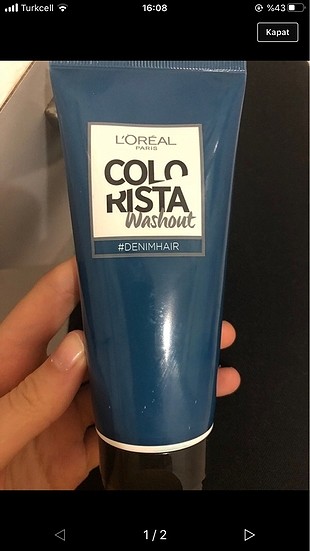 Turkcell
16:08
%43
Kapat
L'ORÉAL
PARIS
COLO
RISTA
Washout
#DENIMHAIR
1 / 2